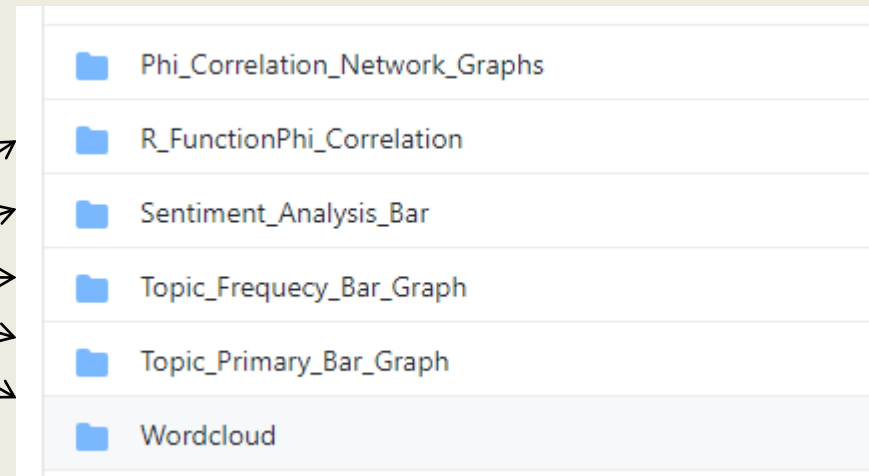 Phi_Correlation_Network_Graphs
R_FunctionPhi_Correlation
Sentiment_Analysis_Bar
Topic_Frequecy_Bar_Graph
Topic_Primary_Bar_Graph
Wordcloud